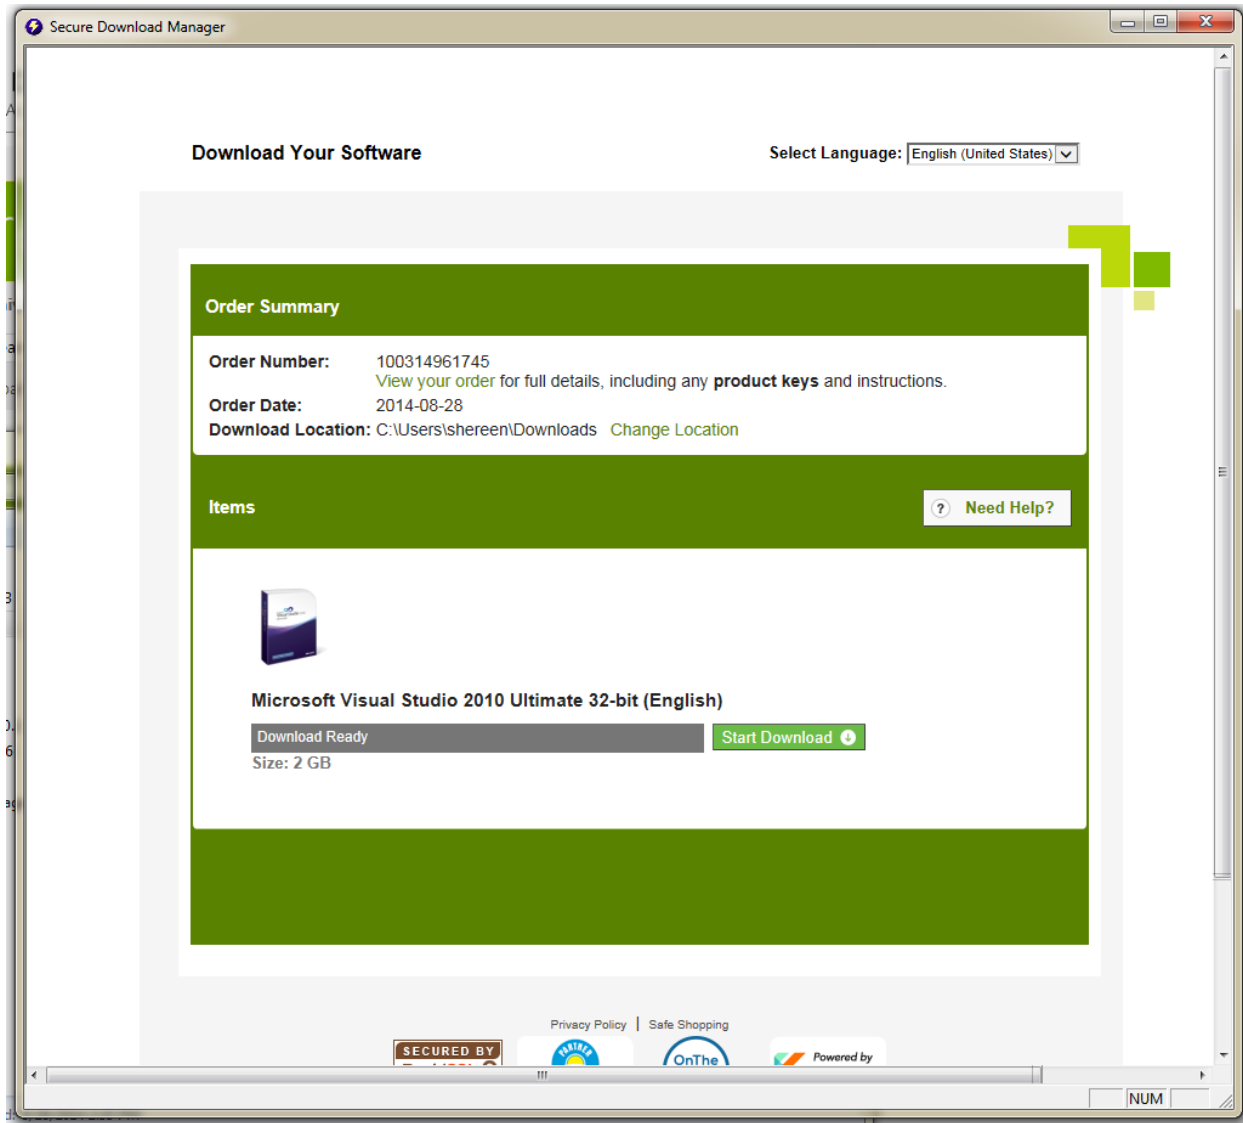 Secure Download Manager
Download Your Software
Select Language: English (United States)
Order Summary
Order Number: 100314961745
View your order for full details, including any product keys and instructions.
Order Date: 2014-08-28
Download Location: C:\Users\shereen\Downloads Change Location
Items
? Need Help?
Microsoft Visual Studio 2010 Ultimate 32-bit (English)
Download Ready
Start Download
Size: 2 GB
Privacy Policy | Safe Shopping
SECURED BY
PARTNER
OnThe
Powered by
NUM